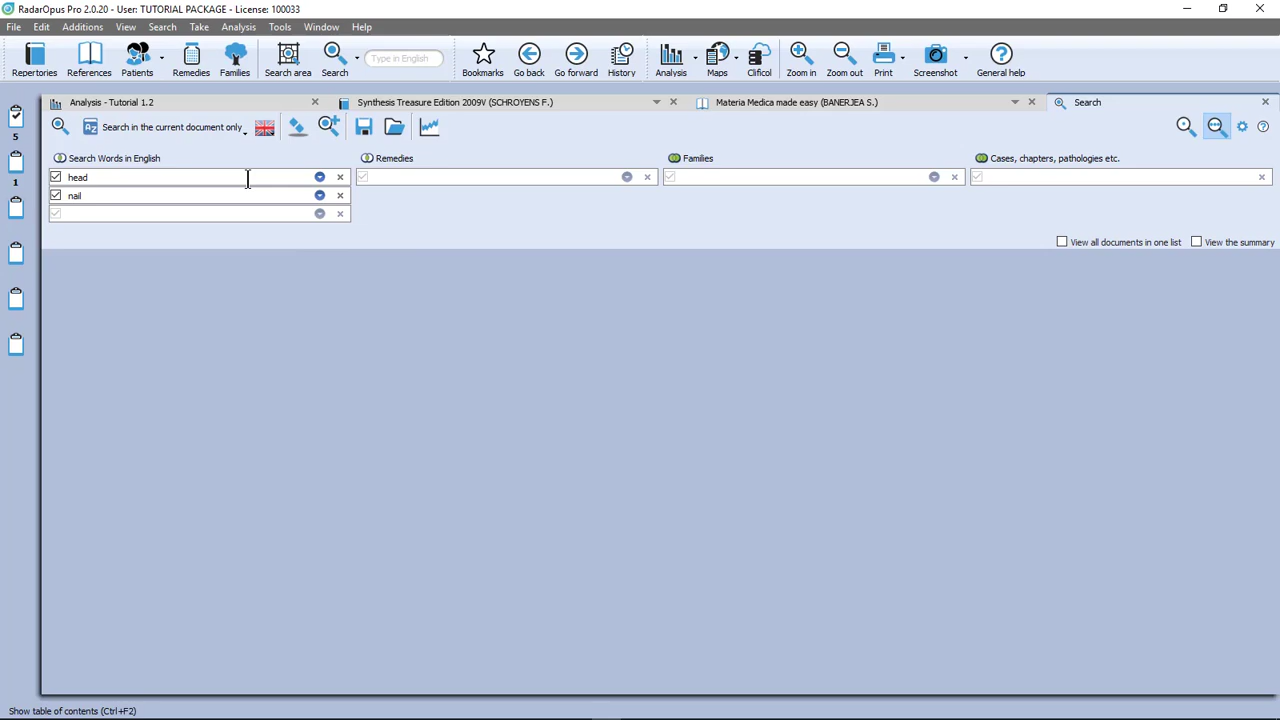 RadarOpus Pro 2.0.20 - User: TUTORIAL PACKAGE - License: 100033
File Edit Additions View Search Take Analysis Tools Window Help
Repertories References Patients Remedies Families Search area Search Type in English Bookmarks Go back Go forward History Analysis Maps Clificol Zoom in Zoom out Print Screenshot General help
Analysis - Tutorial 1.2 Synthesis Treasure Edition 2009V (SCHROYENS F.) Materia Medica made easy (BANERJEA S.) Search
Search in the current document only
Search Words in English Remedies Families Cases, chapters, pathologies etc.
head
nail
View all documents in one list View the summary
5
1
Show table of contents (Ctrl+F2)